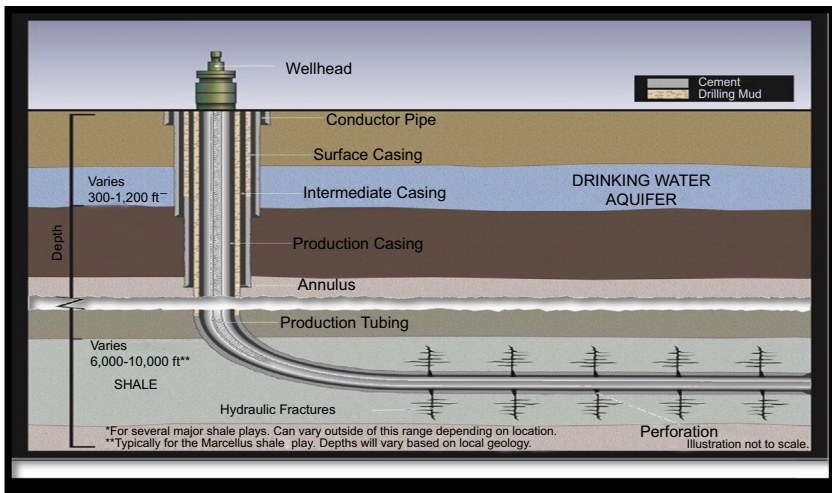 Wellhead
Cement
Drilling Mud
Conductor Pipe
Surface Casing
Varies
300-1,200 ft
Intermediate Casing
DRINKING WATER
AQUIFER
Depth
Production Casing
Annulus
Production Tubing
Varies
6,000-10,000 ft**
SHALE
Hydraulic Fractures
Perforation
*For several major shale plays. Can vary outside of this range depending on location.
**Typically for the Marcellus shale play. Depths will vary based on local geology.
Illustration not to scale.